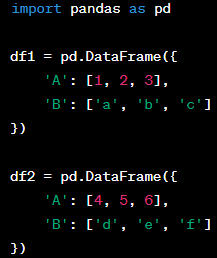 import pandas as pd
df1 = pd.DataFrame({
    'A': [1, 2, 3],
    'B': ['a', 'b', 'c']
})
df2 = pd.DataFrame({
    'A': [4, 5, 6],
    'B': ['d', 'e', 'f']
})